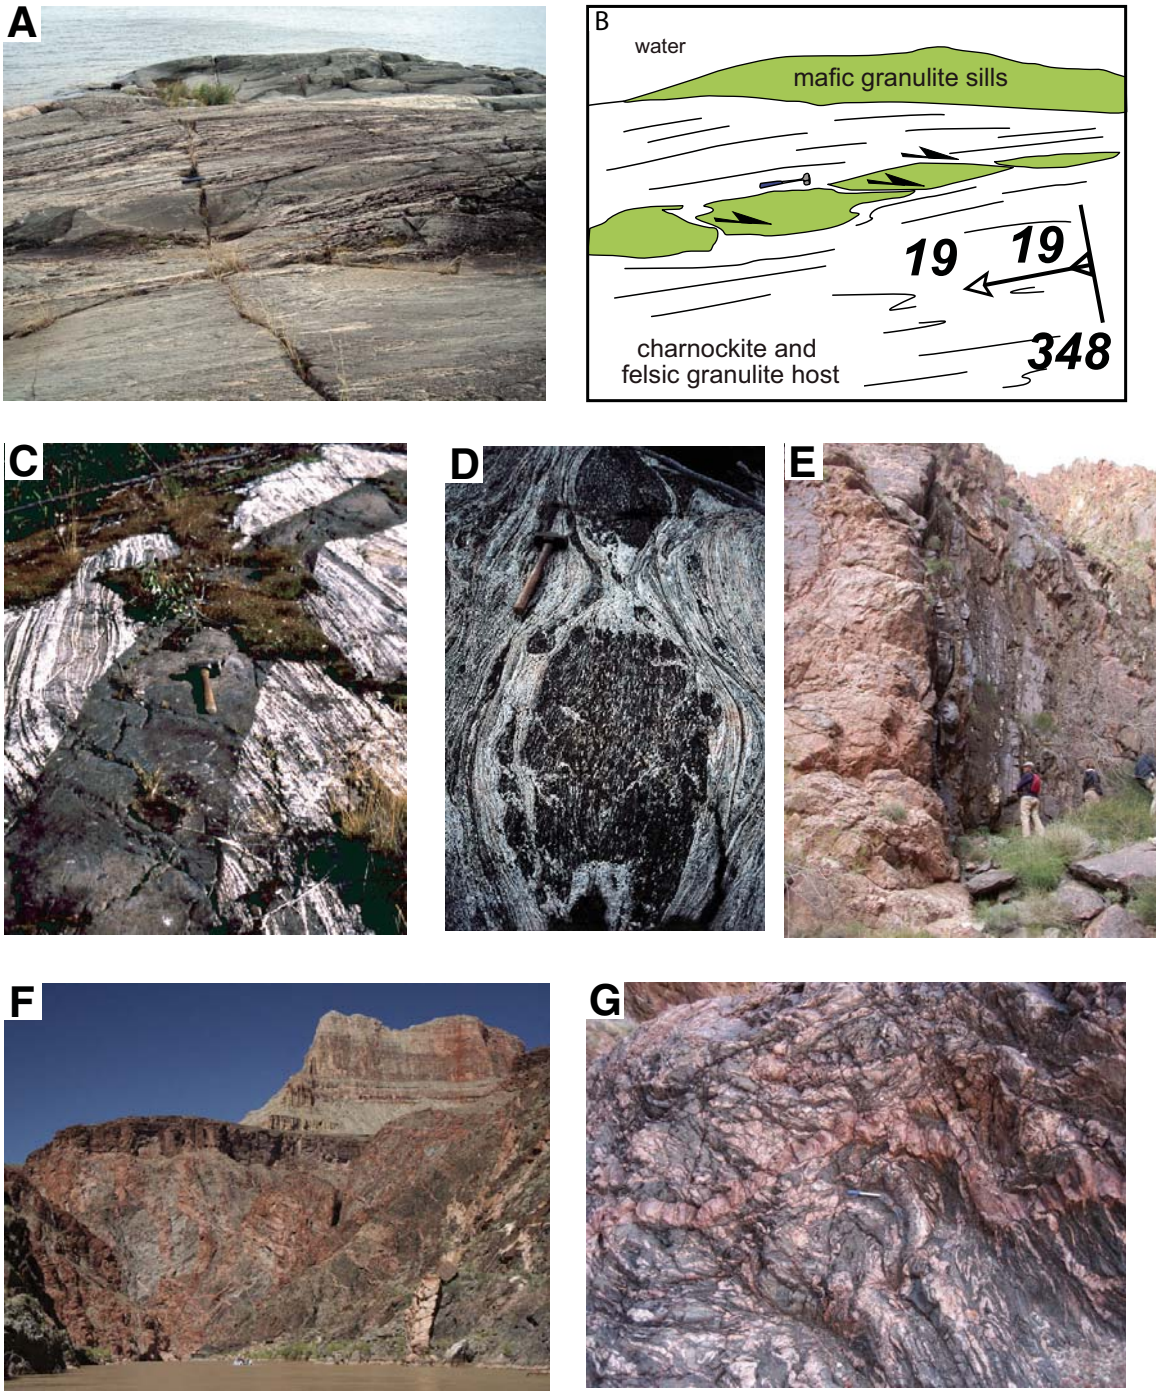 A
B
water
mafic granulite sills
19
19
348
charnockite and
felsic granulite host
C
D
E
F
G